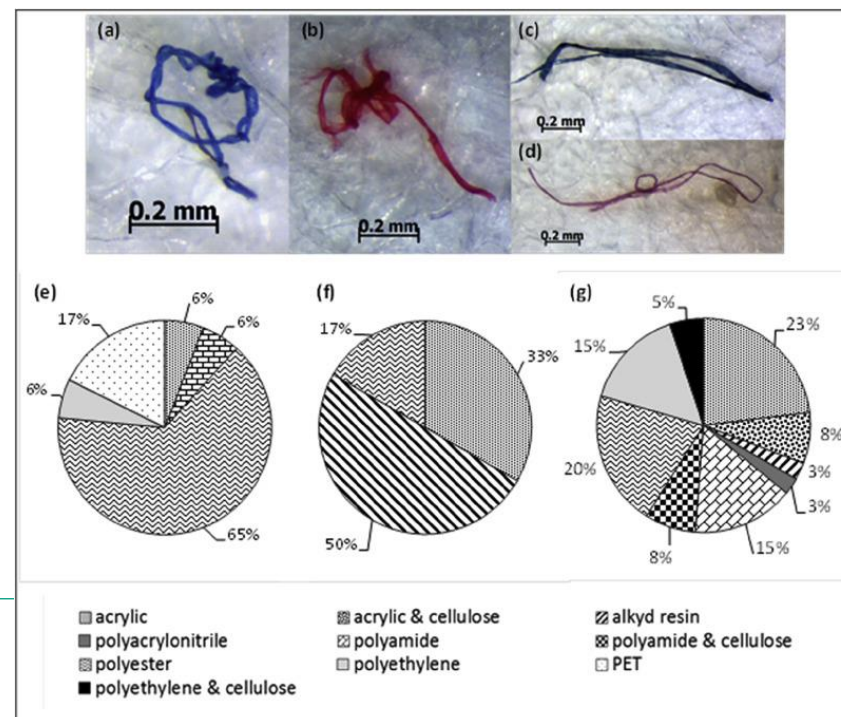 (a) (b) (c)
0.2 mm
(d)
0.2 mm 0.2 mm 0.2 mm
(e) (f) (g)
6%
6%
17%
6%
65%
17%
33%
50%
5%
23%
15%
8%
3%
3%
20%
8%
15%
acrylic acrylic & cellulose alkyd resin
polyacrylonitrile polyamide polyamide & cellulose
polyester polyethylene PET
polyethylene & cellulose